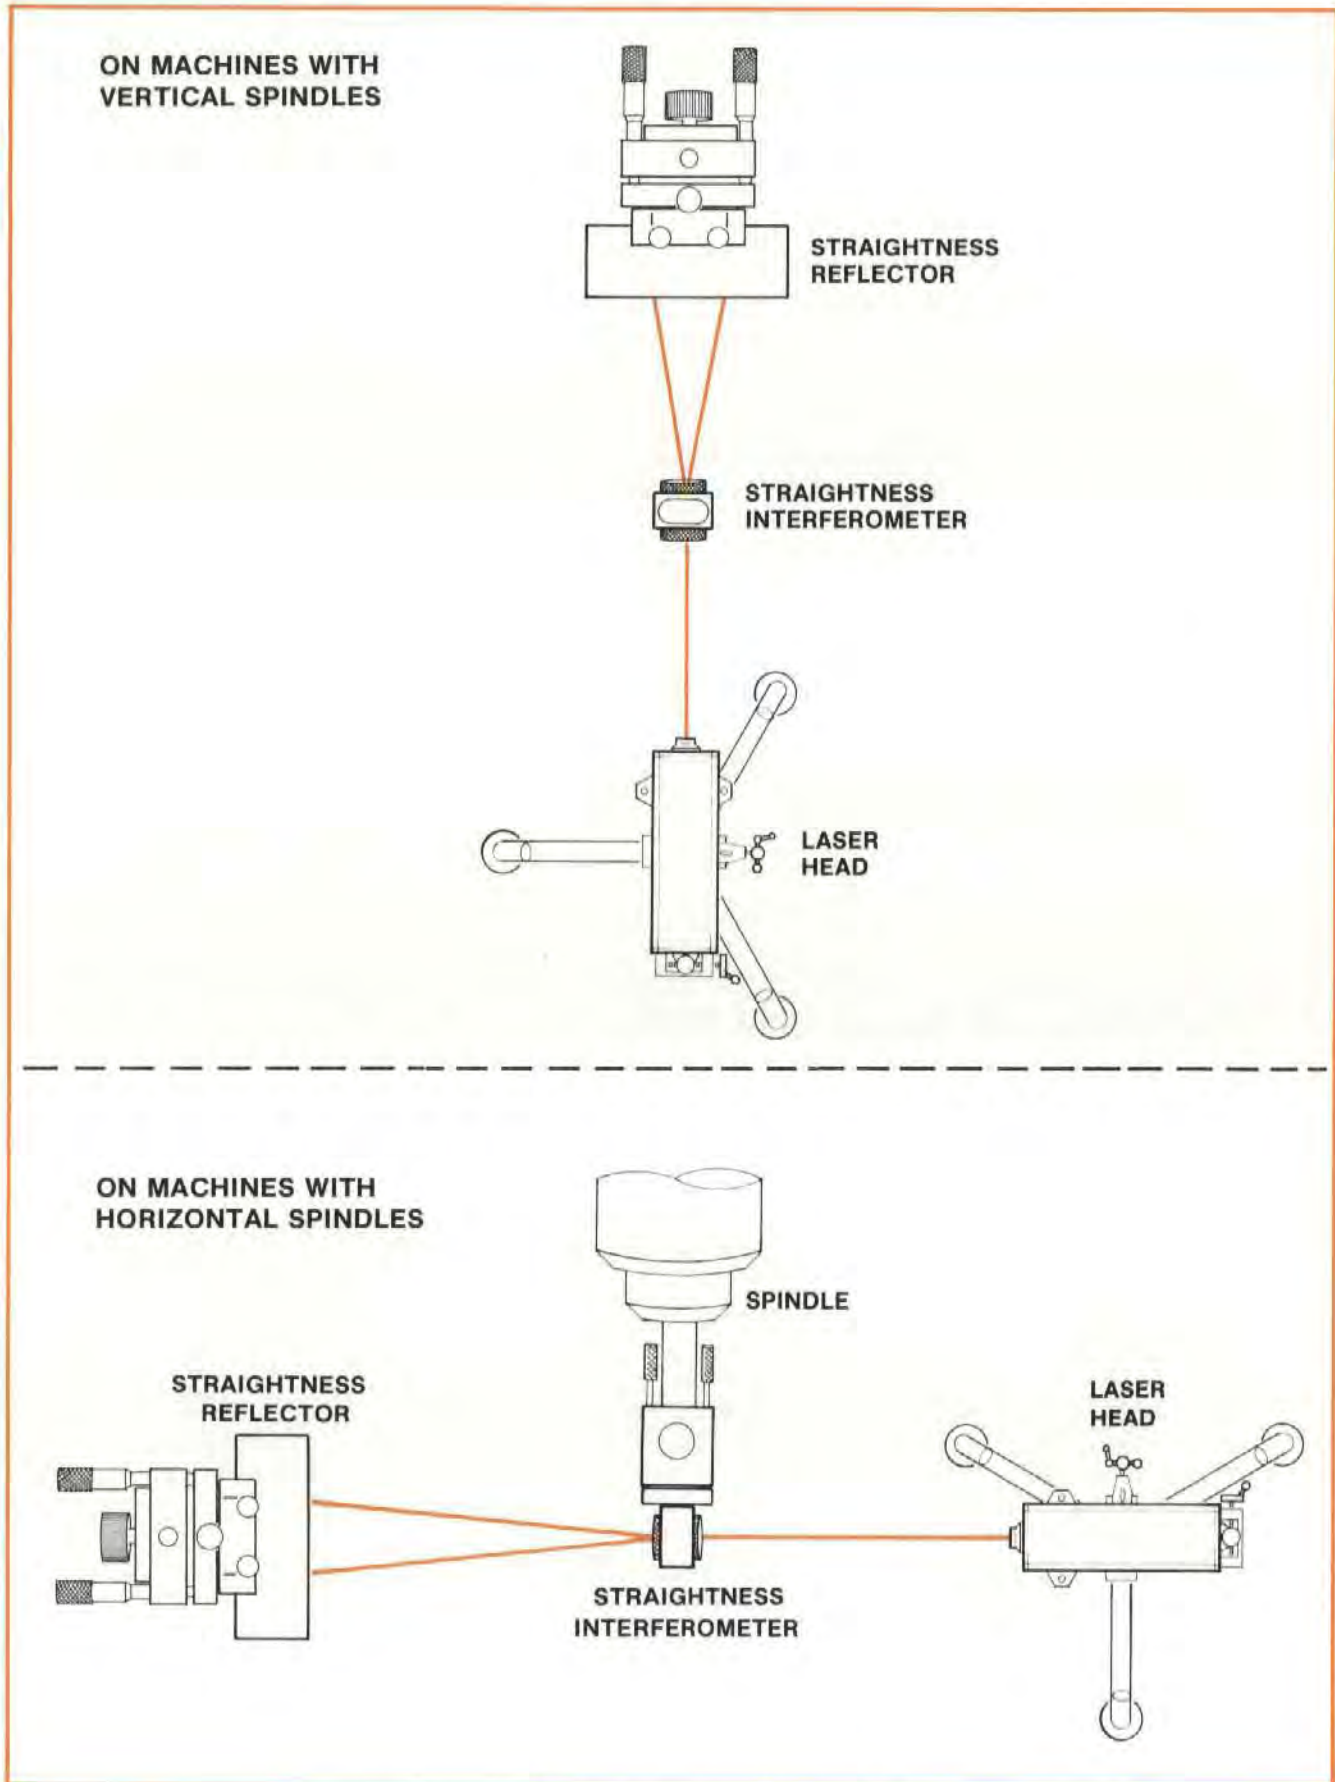 ON MACHINES WITH
VERTICAL SPINDLES
STRAIGHTNESS
REFLECTOR
STRAIGHTNESS
INTERFEROMETER
LASER
HEAD
ON MACHINES WITH
HORIZONTAL SPINDLES
SPINDLE
STRAIGHTNESS
REFLECTOR
LASER
HEAD
STRAIGHTNESS
INTERFEROMETER